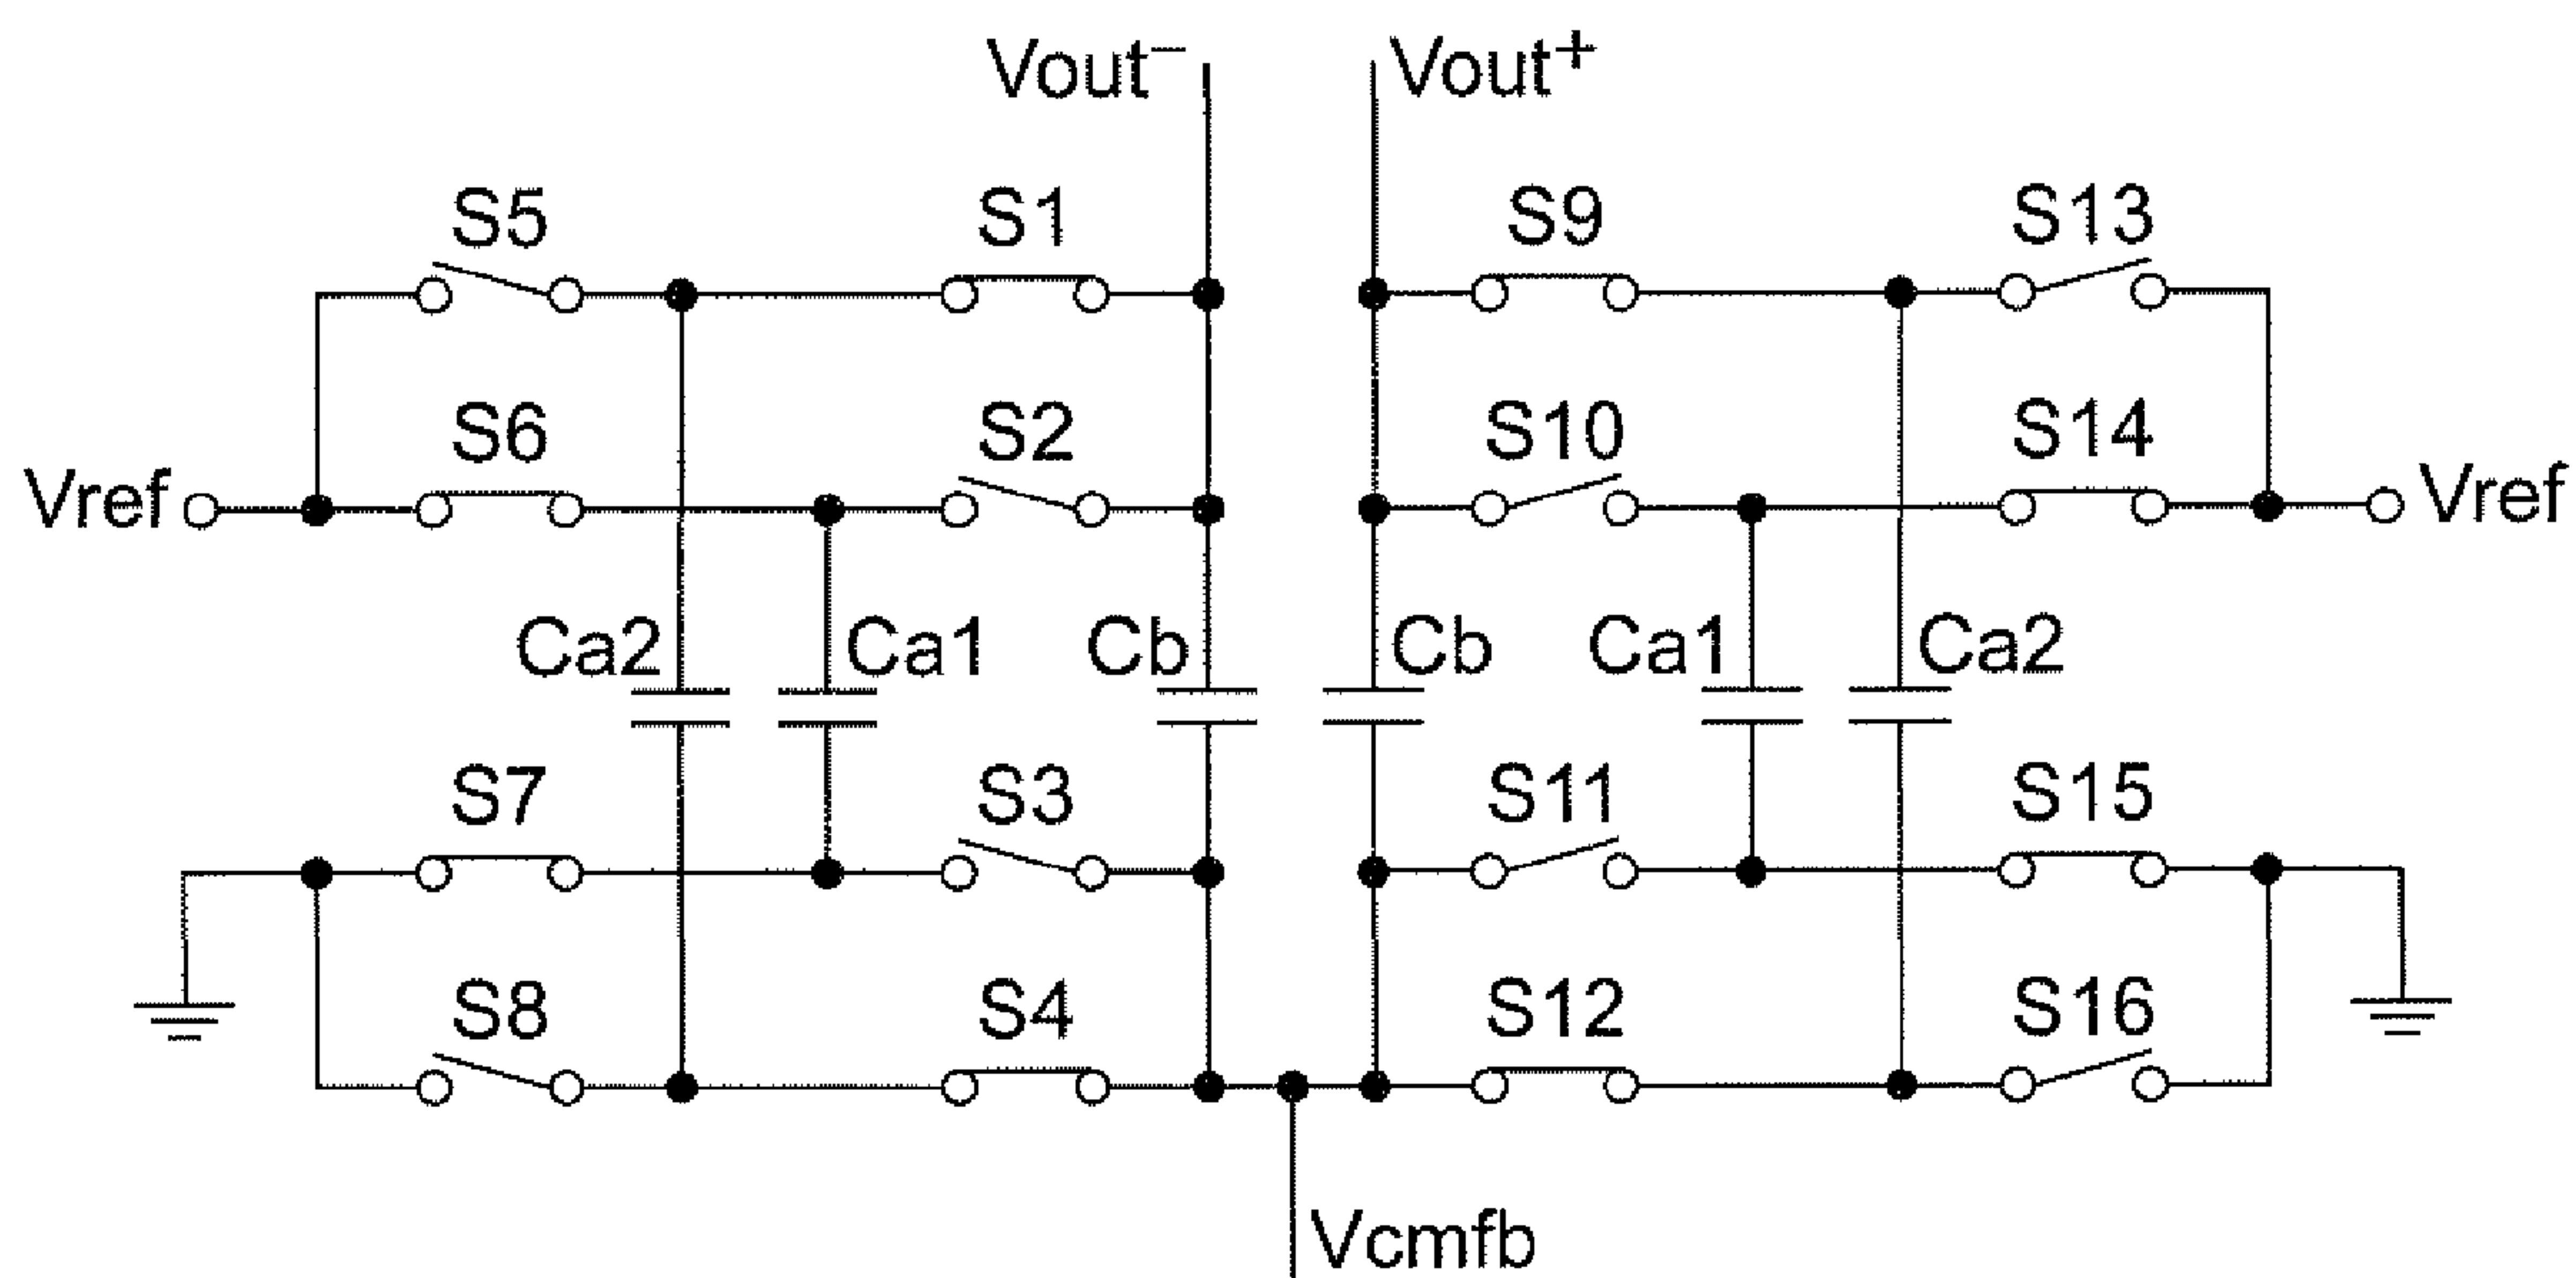 Vout⁻ Vout⁺
S5 S1 S9 S13
S6 S2 S10 S14
Vref Vref
Ca2 Ca1 Cb Cb Ca1 Ca2
S7 S3 S11 S15
S8 S4 S12 S16
Vcmfb